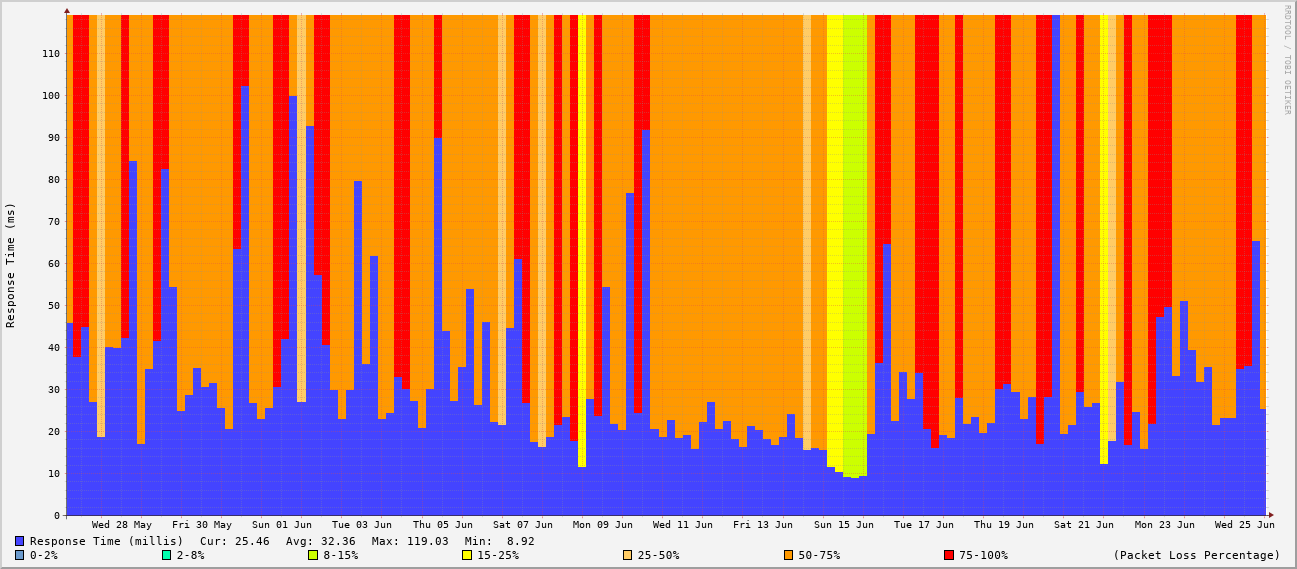 RRDTOOL / TOBI OETIKER
Response Time (ms)
110
100
90
80
70
60
50
40
30
20
10
0
Wed 28 May Fri 30 May Sun 01 Jun Tue 03 Jun Thu 05 Jun Sat 07 Jun Mon 09 Jun Wed 11 Jun Fri 13 Jun Sun 15 Jun Tue 17 Jun Thu 19 Jun Sat 21 Jun Mon 23 Jun Wed 25 Jun
Response Time (millis) Cur: 25.46 Avg: 32.36 Max: 119.03 Min: 8.92
0-2% 2-8% 8-15% 15-25% 25-50% 50-75% 75-100% (Packet Loss Percentage)